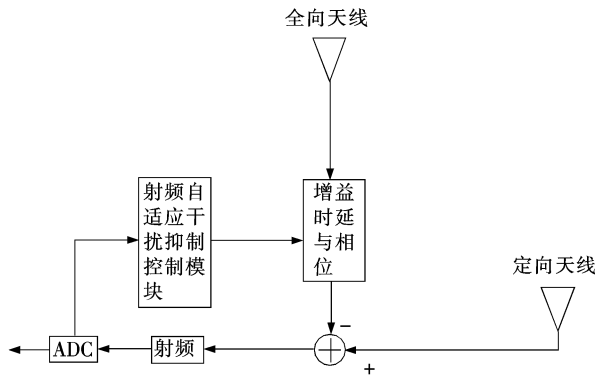 全向天线
射频自
适应干
扰抑制
控制模
块
增益
时延
与相
位
定向天线
−
+
射频
ADC